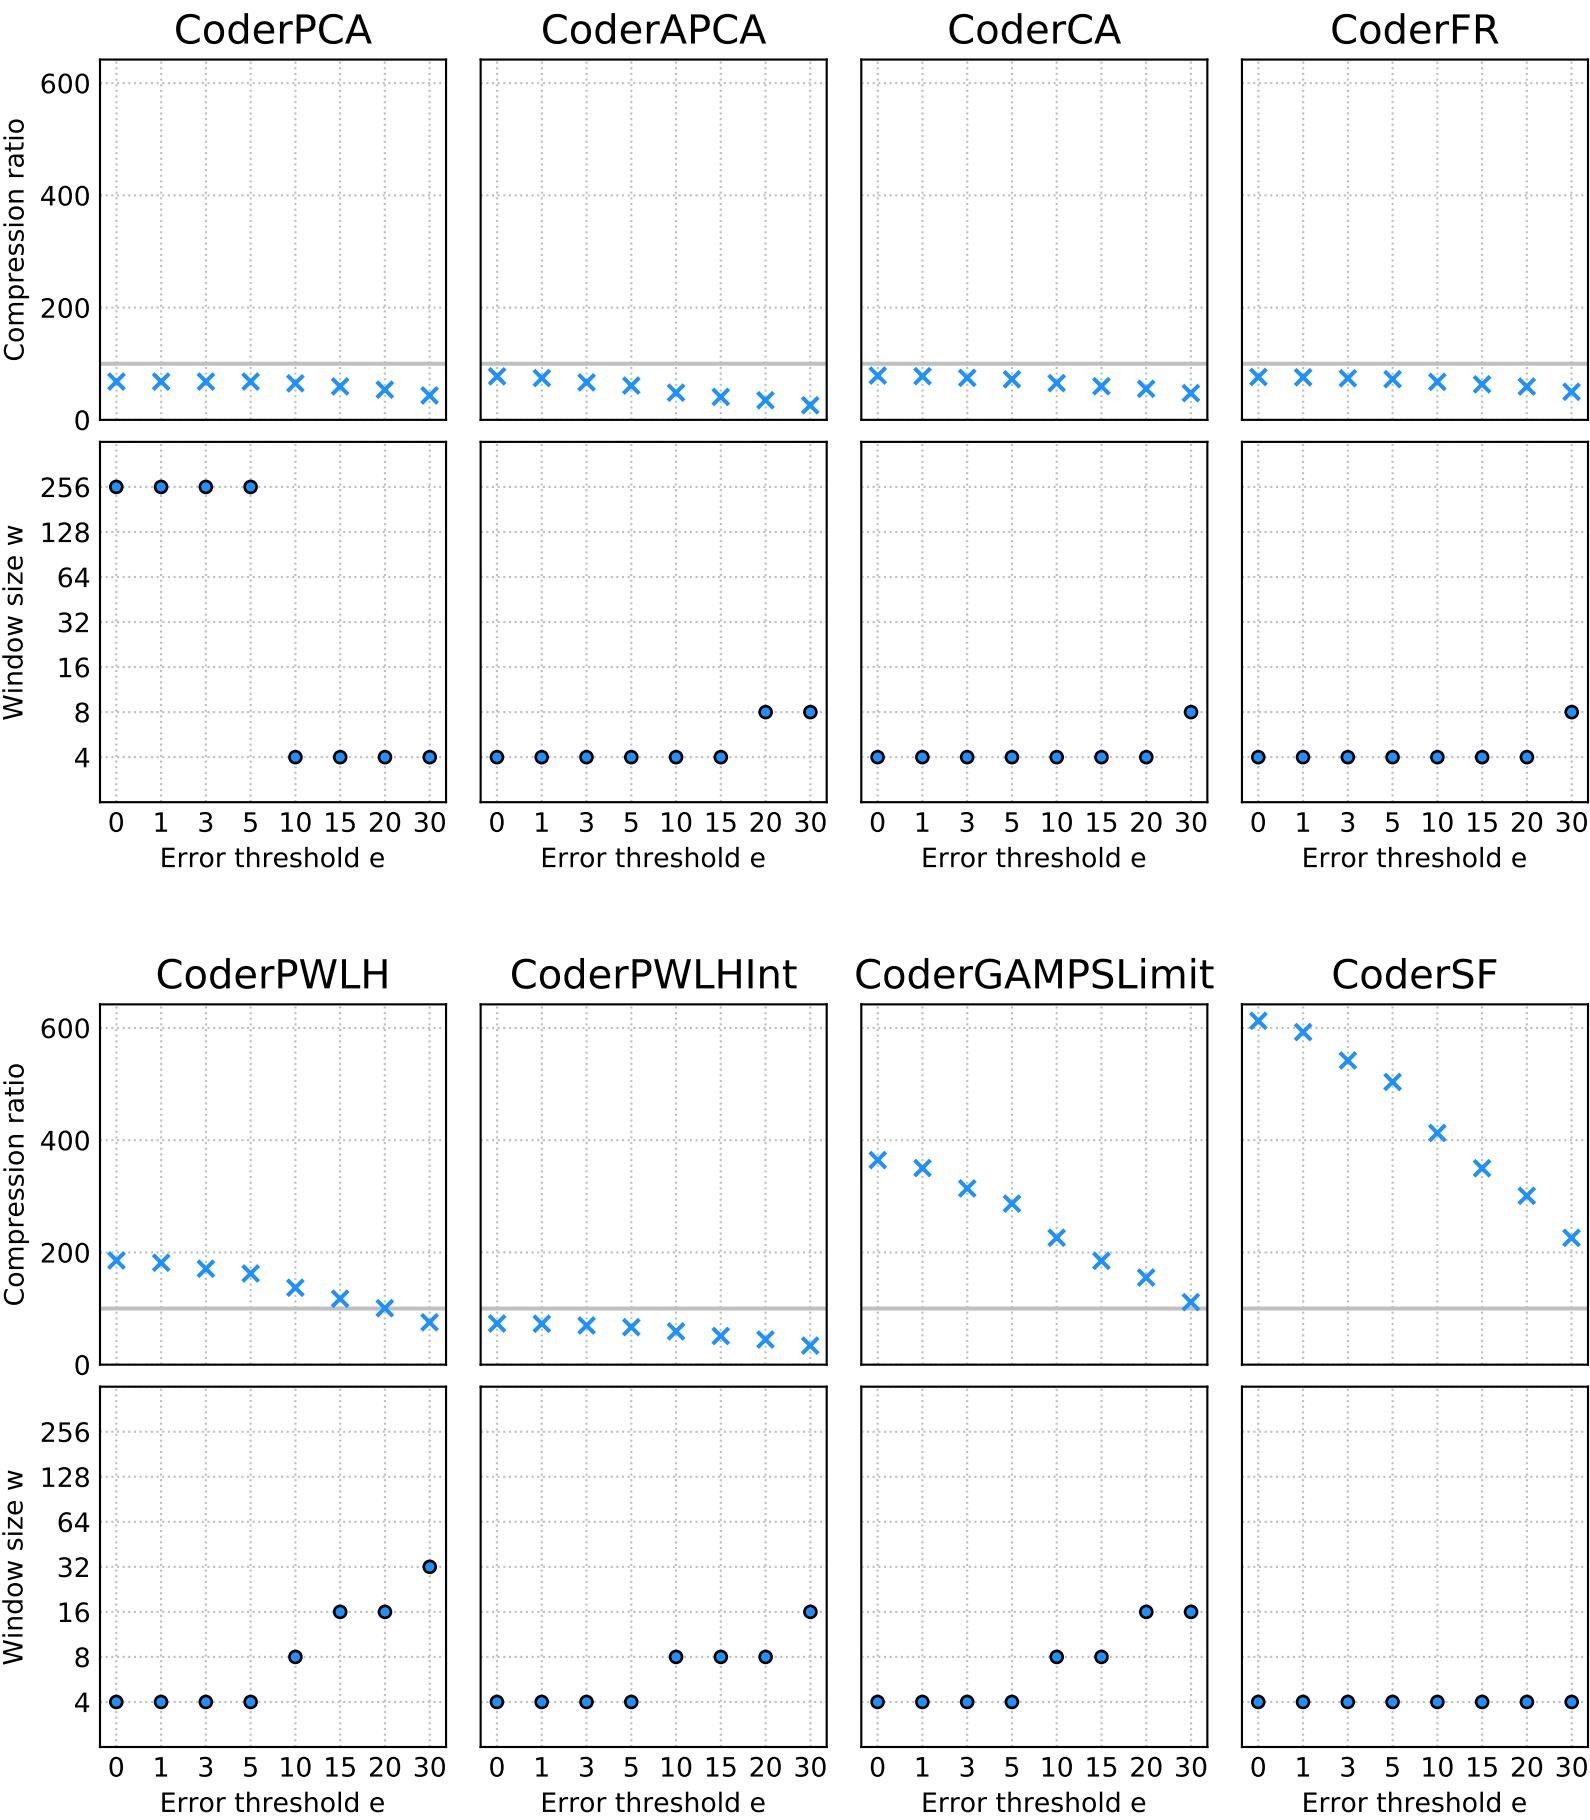 CoderPCA CoderAPCA CoderCA CoderFR
Compression ratio
600
400
200
0
Window size w
256
128
64
32
16
8
4
0 1 3 5 10 15 20 30 0 1 3 5 10 15 20 30 0 1 3 5 10 15 20 30 0 1 3 5 10 15 20 30
Error threshold e Error threshold e Error threshold e Error threshold e
CoderPWLH CoderPWLHInt CoderGAMPSLimit CoderSF
Compression ratio
600
400
200
0
Window size w
256
128
64
32
16
8
4
0 1 3 5 10 15 20 30 0 1 3 5 10 15 20 30 0 1 3 5 10 15 20 30 0 1 3 5 10 15 20 30
Error threshold e Error threshold e Error threshold e Error threshold e